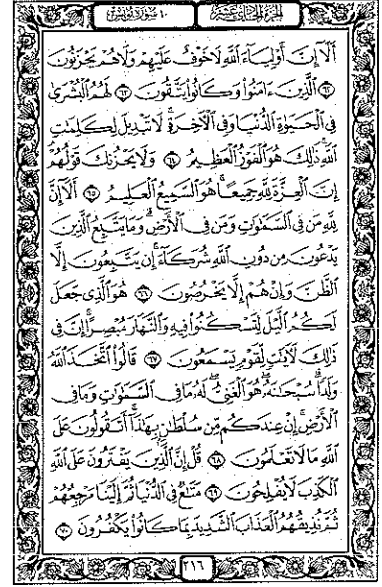 ١٠ سورة يونس الجزء الحادي عشر
أَلَآ إِنَّ أَوْلِيَآءَ ٱللَّهِ لَا خَوْفٌ عَلَيْهِمْ وَلَا هُمْ يَحْزَنُونَ
٦٢ ٱلَّذِينَ ءَامَنُوا۟ وَكَانُوا۟ يَتَّقُونَ ٦٣ لَهُمُ ٱلْبُشْرَىٰ
فِى ٱلْحَيَوٰةِ ٱلدُّنْيَا وَفِى ٱلْءَاخِرَةِ ۚ لَا تَبْدِيلَ لِكَلِمَٰتِ
ٱللَّهِ ۚ ذَٰلِكَ هُوَ ٱلْفَوْزُ ٱلْعَظِيمُ ٦٤ وَلَا يَحْزُنكَ قَوْلُهُمْ ۘ
إِنَّ ٱلْعِزَّةَ لِلَّهِ جَمِيعًا ۚ هُوَ ٱلسَّمِيعُ ٱلْعَلِيمُ ٦٥ أَلَآ إِنَّ
لِلَّهِ مَن فِى ٱلسَّمَٰوَٰتِ وَمَن فِى ٱلْأَرْضِ ۗ وَمَا يَتَّبِعُ ٱلَّذِينَ
يَدْعُونَ مِن دُونِ ٱللَّهِ شُرَكَآءَ ۚ إِن يَتَّبِعُونَ إِلَّا
ٱلظَّنَّ وَإِنْ هُمْ إِلَّا يَخْرُصُونَ ٦٦ هُوَ ٱلَّذِى جَعَلَ
لَكُمُ ٱلَّيْلَ لِتَسْكُنُوا۟ فِيهِ وَٱلنَّهَارَ مُبْصِرًا ۚ إِنَّ فِى
ذَٰلِكَ لَءَايَٰتٍ لِّقَوْمٍ يَسْمَعُونَ ٦٧ قَالُوا۟ ٱتَّخَذَ ٱللَّهُ
وَلَدًا ۗ سُبْحَٰنَهُۥ ۖ هُوَ ٱلْغَنِىُّ ۖ لَهُۥ مَا فِى ٱلسَّمَٰوَٰتِ وَمَا فِى
ٱلْأَرْضِ ۚ إِنْ عِندَكُم مِّن سُلْطَٰنٍۭ بِهَٰذَآ ۚ أَتَقُولُونَ عَلَى
ٱللَّهِ مَا لَا تَعْلَمُونَ ٦٨ قُلْ إِنَّ ٱلَّذِينَ يَفْتَرُونَ عَلَى ٱللَّهِ
ٱلْكَذِبَ لَا يُفْلِحُونَ ٦٩ مَتَٰعٌ فِى ٱلدُّنْيَا ثُمَّ إِلَيْنَا مَرْجِعُهُمْ
ثُمَّ نُذِيقُهُمُ ٱلْعَذَابَ ٱلشَّدِيدَ بِمَا كَانُوا۟ يَكْفُرُونَ ٧٠
٢١٦